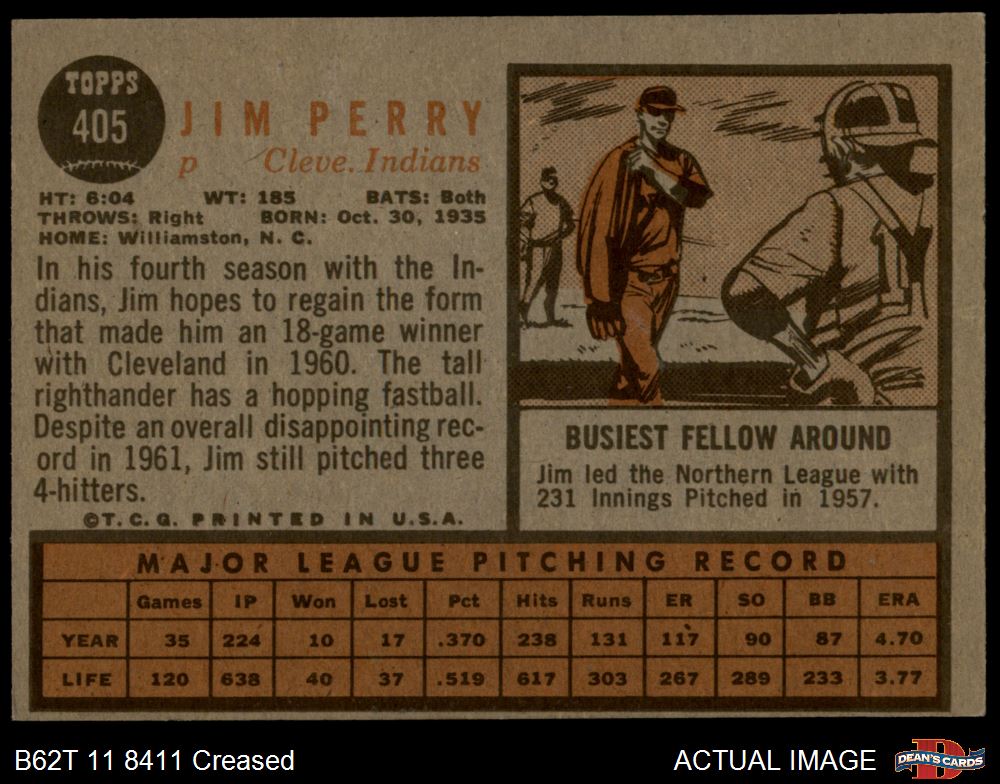 TOPPS
405
JIM PERRY
p Cleve. Indians
HT: 6:04 WT: 185 BATS: Both
THROWS: Right BORN: Oct. 30, 1935
HOME: Williamston, N. C.
In his fourth season with the In-
dians, Jim hopes to regain the form
that made him an 18-game winner
with Cleveland in 1960. The tall
righthander has a hopping fastball.
Despite an overall disappointing rec-
ord in 1961, Jim still pitched three
4-hitters.
©T.C.G. PRINTED IN U.S.A.
BUSIEST FELLOW AROUND
Jim led the Northern League with
231 Innings Pitched in 1957.
MAJOR LEAGUE PITCHING RECORD
Games IP Won Lost Pct Hits Runs ER SO BB ERA
YEAR 35 224 10 17 .370 238 131 117 90 87 4.70
LIFE 120 638 40 37 .519 617 303 267 289 233 3.77
B62T 11 8411 Creased
ACTUAL IMAGE
D
DEAN'S CARDS